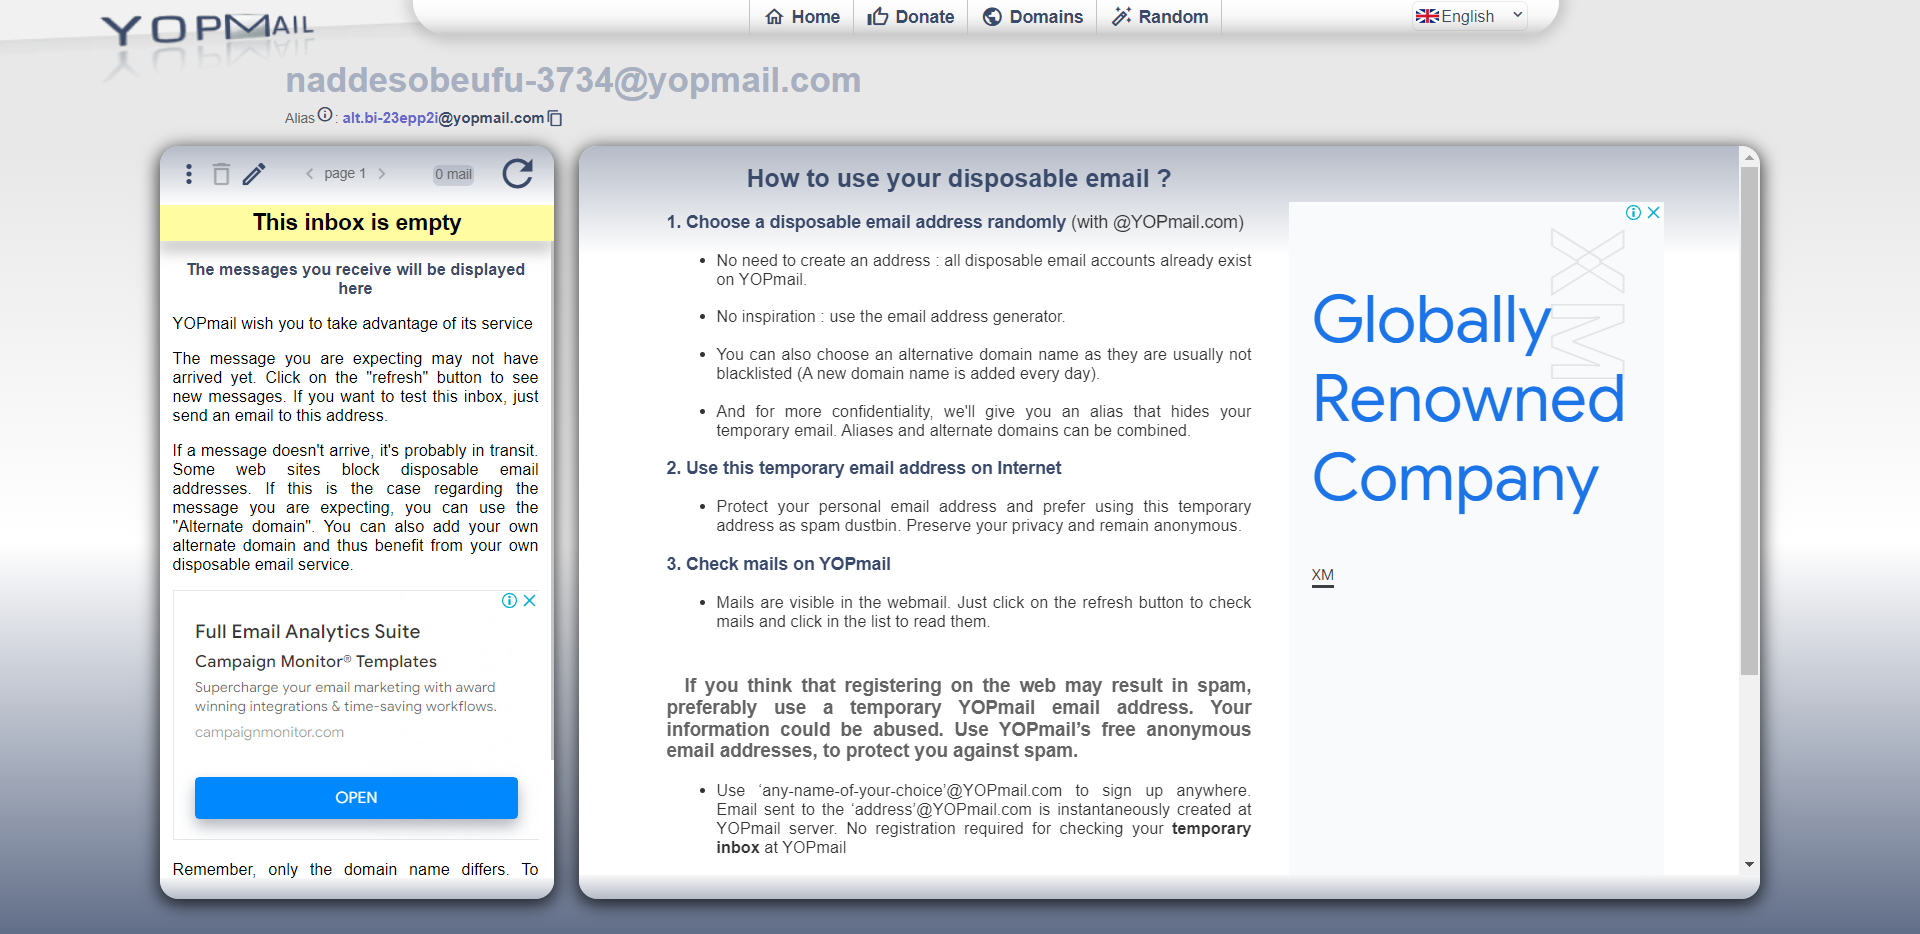 YOPMAIL
Home
Donate
Domains
Random
English
naddesobeufu-3734@yopmail.com
Alias : alt.bi-23epp2i@yopmail.com
page 1
0 mail
This inbox is empty
The messages you receive will be displayed
here
YOPmail wish you to take advantage of its service
The message you are expecting may not have
arrived yet. Click on the "refresh" button to see
new messages. If you want to test this inbox, just
send an email to this address.
If a message doesn't arrive, it's probably in transit.
Some web sites block disposable email
addresses. If this is the case regarding the
message you are expecting, you can use the
"Alternate domain". You can also add your own
alternate domain and thus benefit from your own
disposable email service.
Full Email Analytics Suite
Campaign Monitor® Templates
Supercharge your email marketing with award
winning integrations & time-saving workflows.
campaignmonitor.com
OPEN
Remember, only the domain name differs. To
How to use your disposable email ?
1. Choose a disposable email address randomly (with @YOPmail.com)
• No need to create an address : all disposable email accounts already exist
on YOPmail.
• No inspiration : use the email address generator.
• You can also choose an alternative domain name as they are usually not
blacklisted (A new domain name is added every day).
• And for more confidentiality, we'll give you an alias that hides your
temporary email. Aliases and alternate domains can be combined.
2. Use this temporary email address on Internet
• Protect your personal email address and prefer using this temporary
address as spam dustbin. Preserve your privacy and remain anonymous.
3. Check mails on YOPmail
• Mails are visible in the webmail. Just click on the refresh button to check
mails and click in the list to read them.
If you think that registering on the web may result in spam,
preferably use a temporary YOPmail email address. Your
information could be abused. Use YOPmail’s free anonymous
email addresses, to protect you against spam.
• Use ‘any-name-of-your-choice’@YOPmail.com to sign up anywhere.
Email sent to the ‘address’@YOPmail.com is instantaneously created at
YOPmail server. No registration required for checking your temporary
inbox at YOPmail
XM
Globally
Renowned
Company
XM